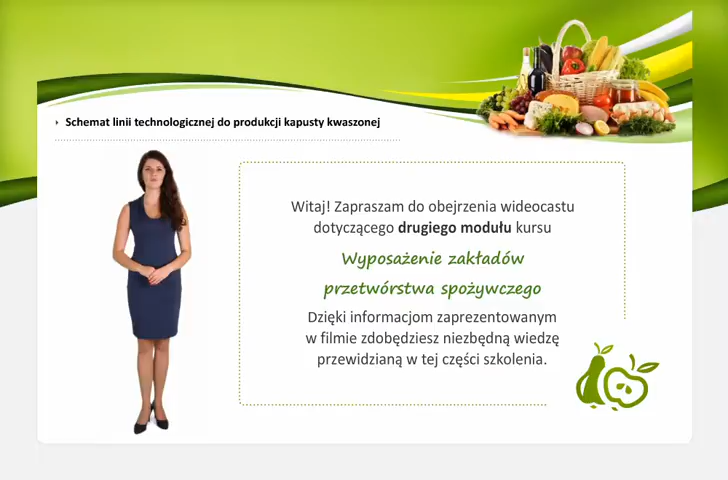 Schemat linii technologicznej do produkcji kapusty kwaszonej
Witaj! Zapraszam do obejrzenia wideocastu
dotyczącego drugiego modułu kursu
Wyposażenie zakładów
przetwórstwa spożywczego
Dzięki informacjom zaprezentowanym
w filmie zdobędziesz niezbędną wiedzę
przewidzianą w tej części szkolenia.